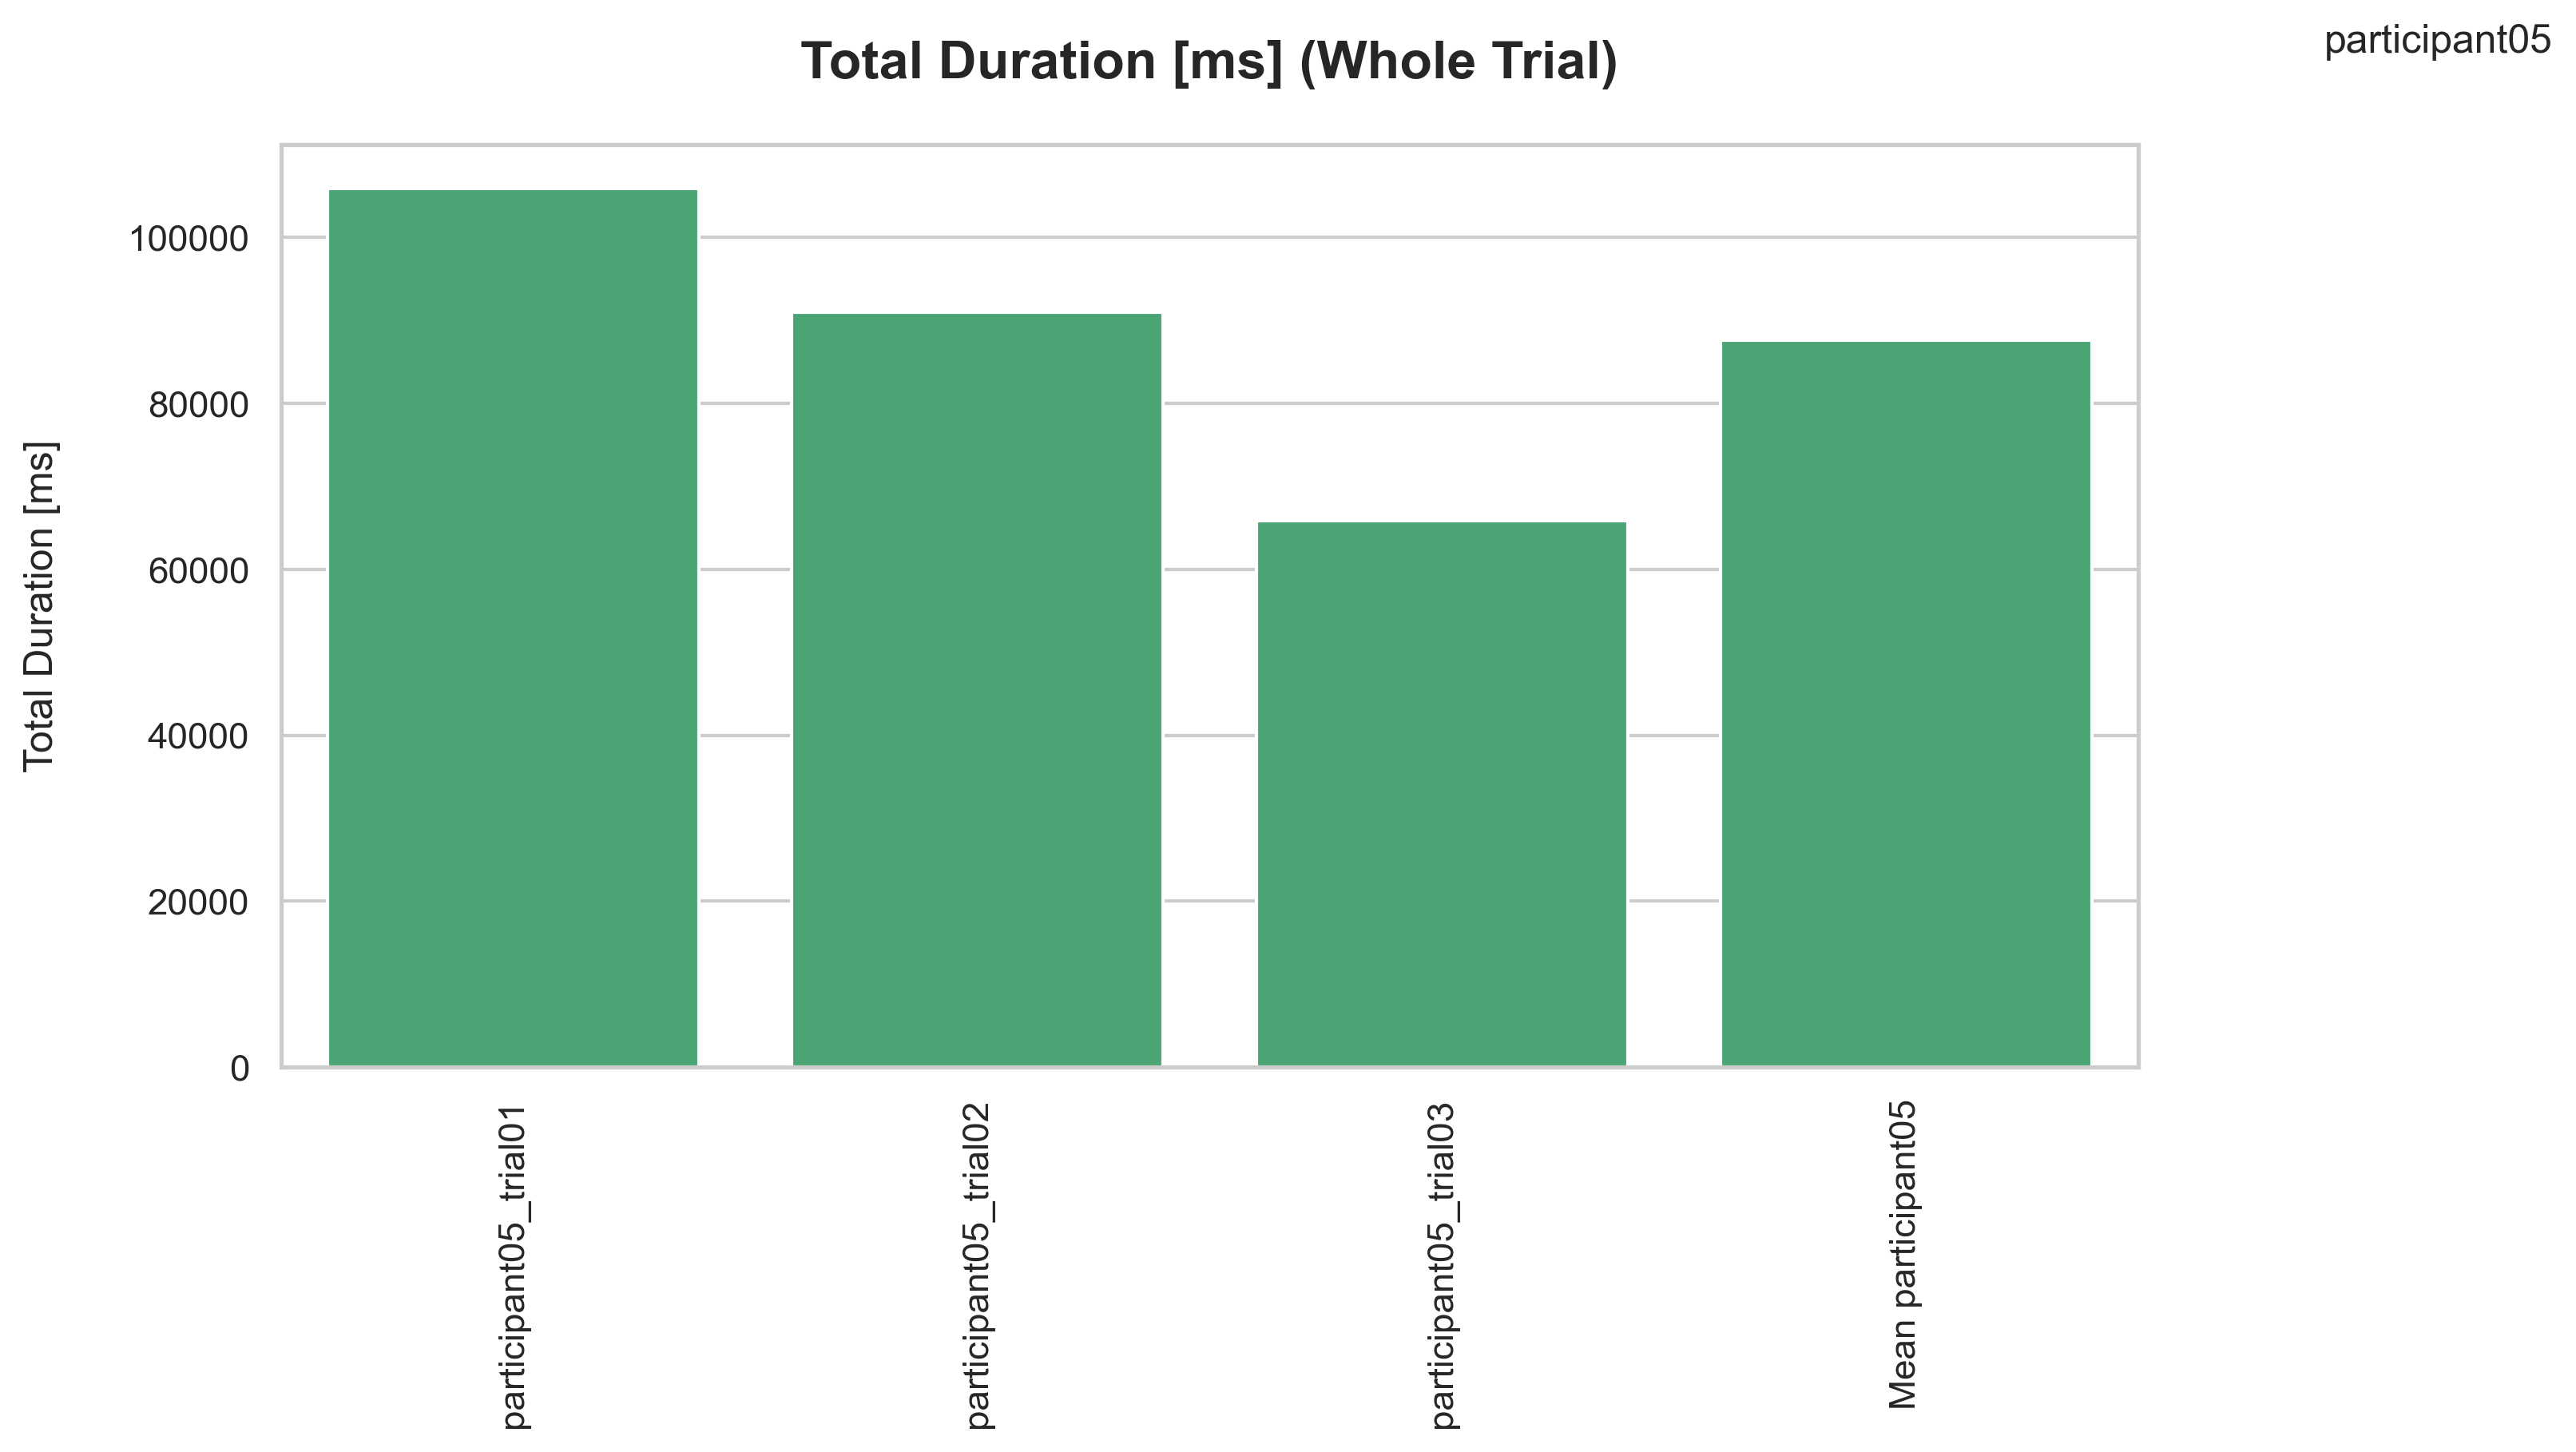 participant05
Total Duration [ms] (Whole Trial)
Total Duration [ms]
100000
80000
60000
40000
20000
0
participant05_trial01
participant05_trial02
participant05_trial03
Mean participant05